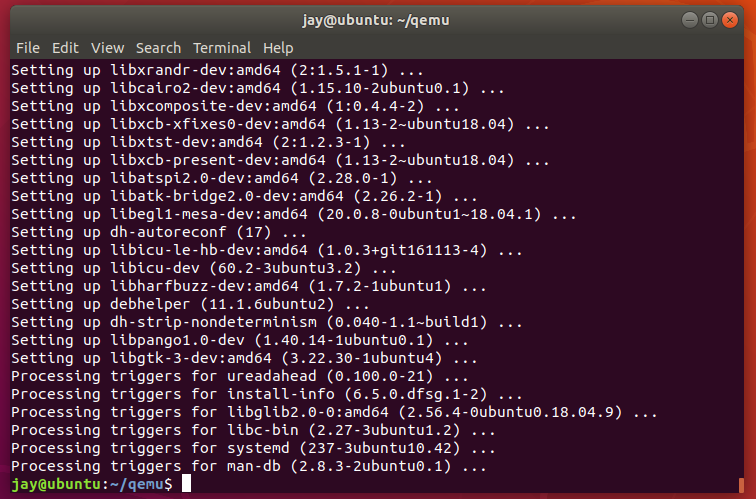 jay@ubuntu: ~/qemu
File Edit View Search Terminal Help
Setting up libxrandr-dev:amd64 (2:1.5.1-1) ...
Setting up libcairo2-dev:amd64 (1.15.10-2ubuntu0.1) ...
Setting up libxcomposite-dev:amd64 (1:0.4.4-2) ...
Setting up libxcb-xfixes0-dev:amd64 (1.13-2~ubuntu18.04) ...
Setting up libxtst-dev:amd64 (2:1.2.3-1) ...
Setting up libxcb-present-dev:amd64 (1.13-2~ubuntu18.04) ...
Setting up libatspi2.0-dev (2.28.0-1) ...
Setting up libatk-bridge2.0-dev (2.26.2-1) ...
Setting up libegl1-mesa-dev:amd64 (20.0.8-0ubuntu1~18.04.1) ...
Setting up dh-autoreconf (17) ...
Setting up libicu-le-hb-dev:amd64 (1.0.3+git161113-4) ...
Setting up libicu-dev (60.2-3ubuntu3.2) ...
Setting up libharfbuzz-dev:amd64 (1.7.2-1ubuntu1) ...
Setting up debhelper (11.1.6ubuntu2) ...
Setting up dh-strip-nondeterminism (0.040-1.1~build1) ...
Setting up libpango1.0-dev (1.40.14-1ubuntu0.1) ...
Setting up libgtk-3-dev:amd64 (3.22.30-1ubuntu4) ...
Processing triggers for ureadahead (0.100.0-21) ...
Processing triggers for install-info (6.5.0.dfsg.1-2) ...
Processing triggers for libglib2.0-0:amd64 (2.56.4-0ubuntu0.18.04.9) ...
Processing triggers for libc-bin (2.27-3ubuntu1.2) ...
Processing triggers for systemd (237-3ubuntu10.42) ...
Processing triggers for man-db (2.8.3-2ubuntu0.1) ...
jay@ubuntu:~/qemu$